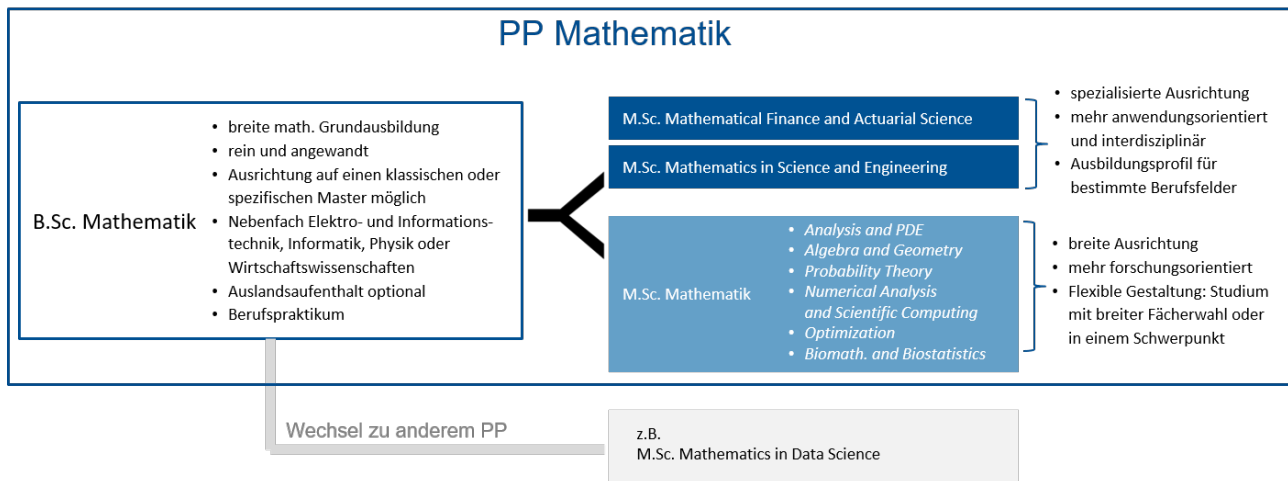 PP Mathematik
B.Sc. Mathematik
• breite math. Grundausbildung
• rein und angewandt
• Ausrichtung auf einen klassischen oder
spezifischen Master möglich
• Nebenfach Elektro- und Informations-
technik, Informatik, Physik oder
Wirtschaftswissenschaften
• Auslandsaufenthalt optional
• Berufspraktikum
M.Sc. Mathematical Finance and Actuarial Science
M.Sc. Mathematics in Science and Engineering
• spezialisierte Ausrichtung
• mehr anwendungsorientiert
und interdisziplinär
• Ausbildungsprofil für
bestimmte Berufsfelder
M.Sc. Mathematik
• Analysis and PDE
• Algebra and Geometry
• Probability Theory
• Numerical Analysis
and Scientific Computing
• Optimization
• Biomath. and Biostatistics
• breite Ausrichtung
• mehr forschungsorientiert
• Flexible Gestaltung: Studium
mit breiter Fächerwahl oder
in einem Schwerpunkt
Wechsel zu anderem PP
z.B.
M.Sc. Mathematics in Data Science